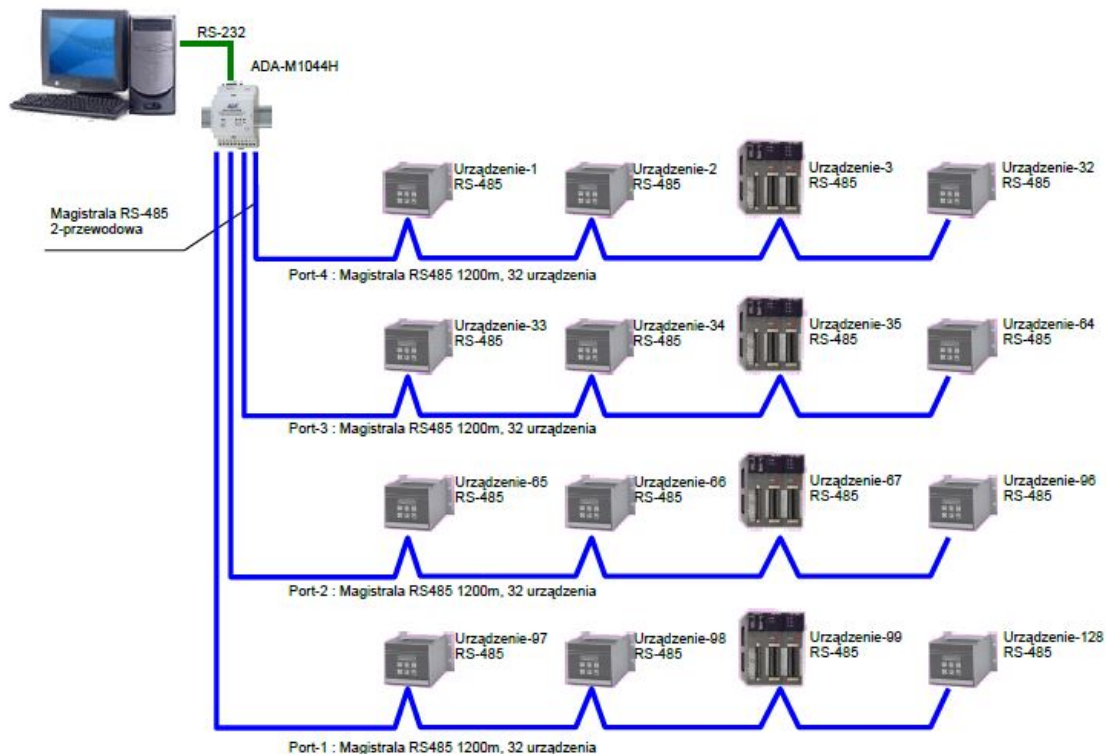 RS-232
ADA-M1044H
Magistrala RS-485
2-przewodowa
Urządzenie-1
RS-485
Urządzenie-2
RS-485
Urządzenie-3
RS-485
Urządzenie-32
RS-485
Port-4 : Magistrala RS485 1200m, 32 urządzenia
Urządzenie-33
RS-485
Urządzenie-34
RS-485
Urządzenie-35
RS-485
Urządzenie-64
RS-485
Port-3 : Magistrala RS485 1200m, 32 urządzenia
Urządzenie-65
RS-485
Urządzenie-66
RS-485
Urządzenie-67
RS-485
Urządzenie-96
RS-485
Port-2 : Magistrala RS485 1200m, 32 urządzenia
Urządzenie-97
RS-485
Urządzenie-98
RS-485
Urządzenie-99
RS-485
Urządzenie-128
RS-485
Port-1 : Magistrala RS485 1200m, 32 urządzenia